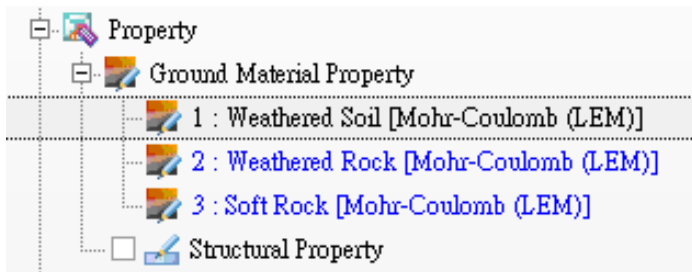 Property
Ground Material Property
1 : Weathered Soil [Mohr-Coulomb (LEM)]
2 : Weathered Rock [Mohr-Coulomb (LEM)]
3 : Soft Rock [Mohr-Coulomb (LEM)]
Structural Property